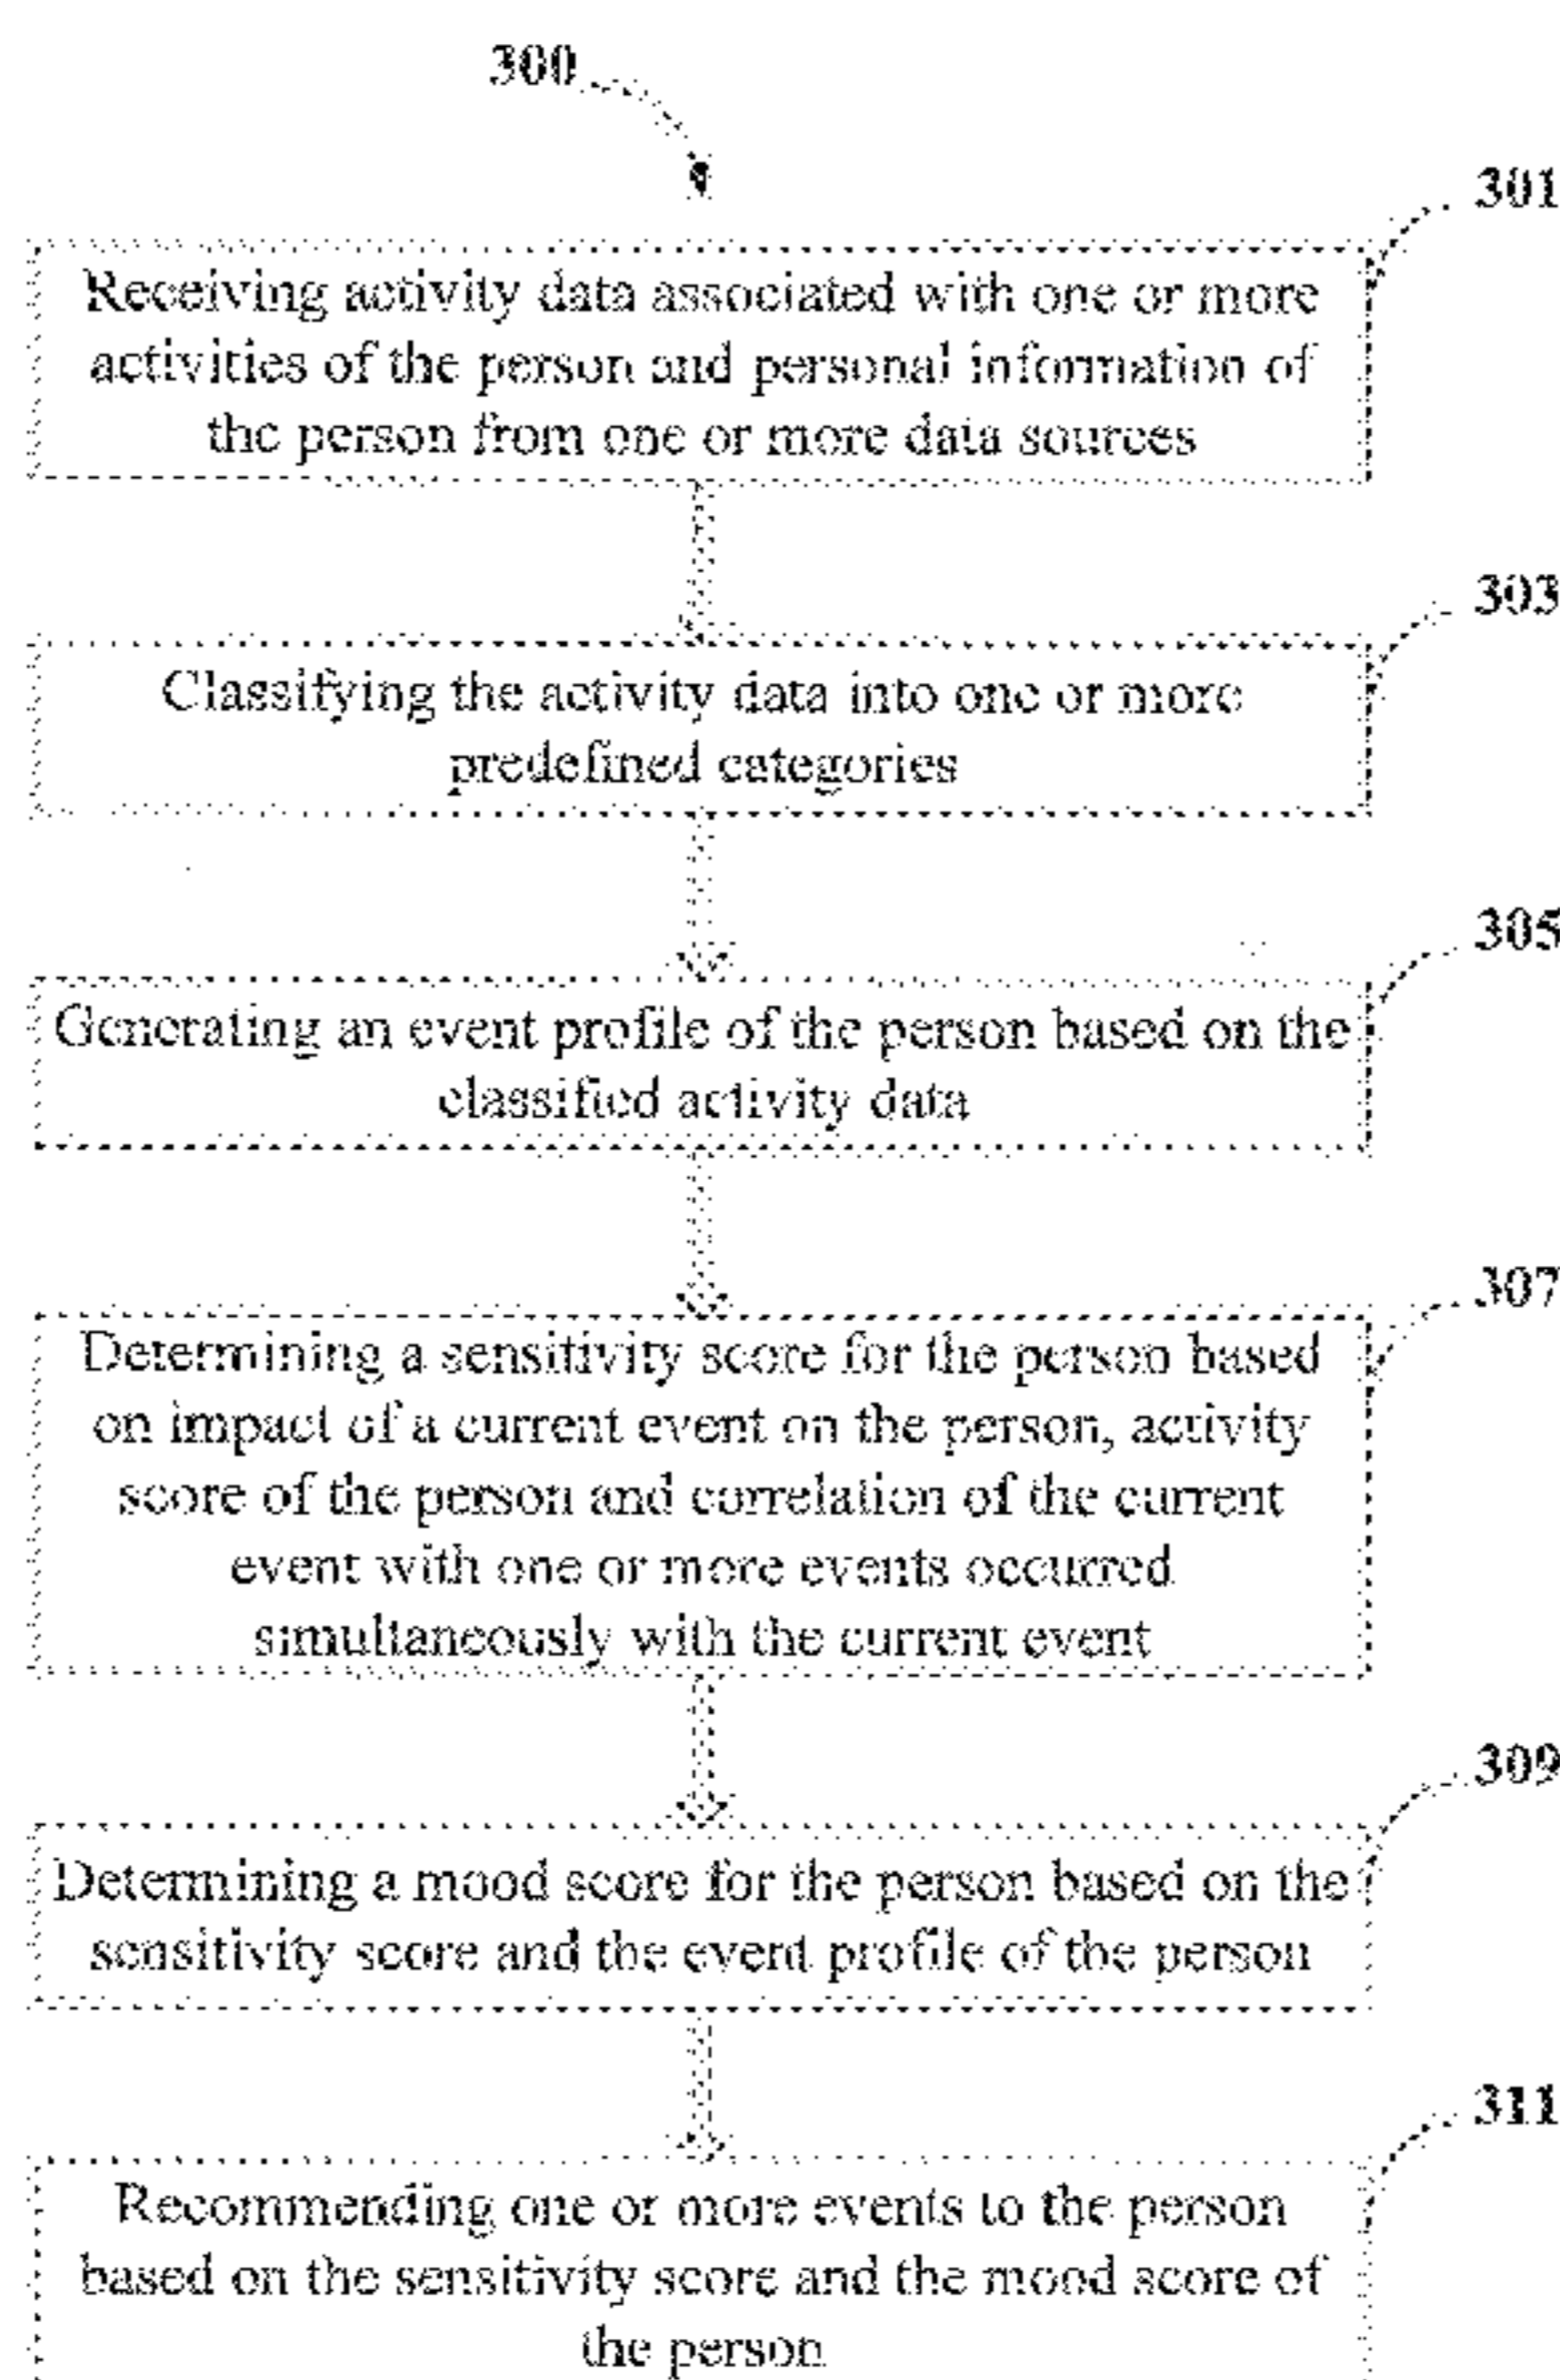 300
301
Receiving activity data associated with one or more
activities of the person and personal information of
the person from one or more data sources
303
Classifying the activity data into one or more
predefined categories
305
Generating an event profile of the person based on the
classified activity data
307
Determining a sensitivity score for the person based
on impact of a current event on the person, activity
score of the person and correlation of the current
event with one or more events occurred
simultaneously with the current event
309
Determining a mood score for the person based on the
sensitivity score and the event profile of the person
311
Recommending one or more events to the person
based on the sensitivity score and the mood score of
the person